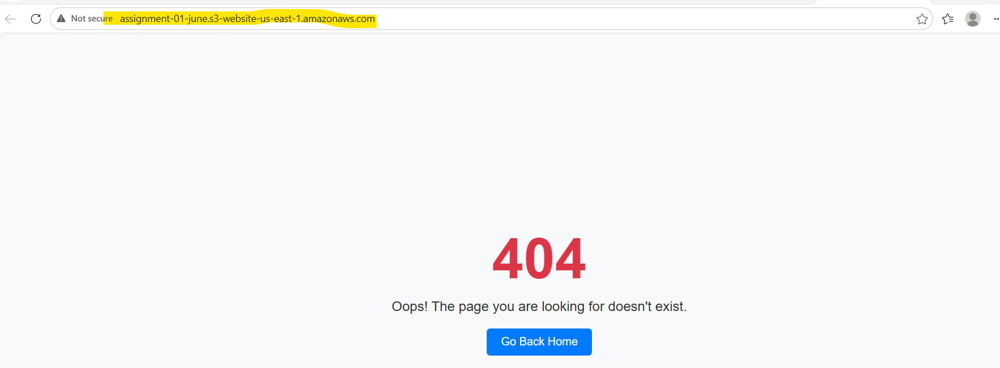 Not secure assignment-01-june.s3-website-us-east-1.amazonaws.com
404
Oops! The page you are looking for doesn't exist.
Go Back Home